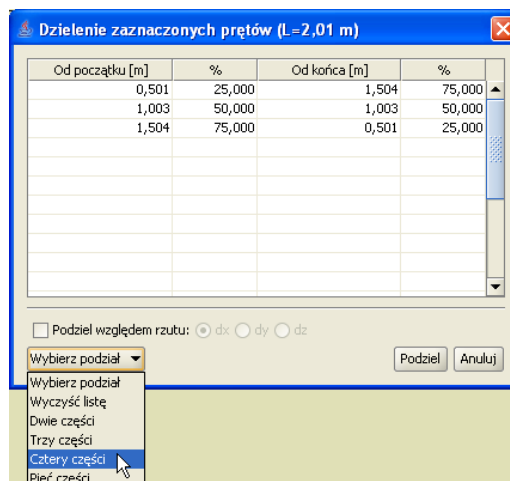 Dzielenie zaznaczonych prętów (L=2,01 m)
Od początku [m] % Od końca [m] %
0,501 25,000 1,504 75,000
1,003 50,000 1,003 50,000
1,504 75,000 0,501 25,000
Podziel względem rzutu: dx dy dz
Wybierz podział Podziel Anuluj
Wybierz podział
Wyczyść listę
Dwie części
Trzy części
Cztery części
Pięć części